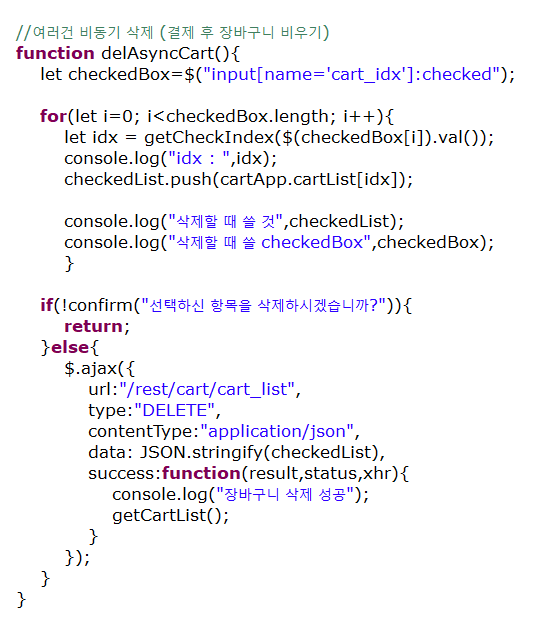 //여러건 비동기 삭제 (결제 후 장바구니 비우기)
function delAsyncCart(){
let checkedBox=$("input[name='cart_idx']:checked");
for(let i=0; i<checkedBox.length; i++){
let idx = getCheckIndex($(checkedBox[i]).val());
console.log("idx : ",idx);
checkedList.push(cartApp.cartList[idx]);
console.log("삭제할 때 쓸 것",checkedList);
console.log("삭제할 때 쓸 checkedBox",checkedBox);
}
if(!confirm("선택하신 항목을 삭제하시겠습니까?")){
return;
}else{
$.ajax({
url:"/rest/cart/cart_list",
type:"DELETE",
contentType:"application/json",
data: JSON.stringify(checkedList),
success:function(result,status,xhr){
console.log("장바구니 삭제 성공");
getCartList();
}
});
}
}